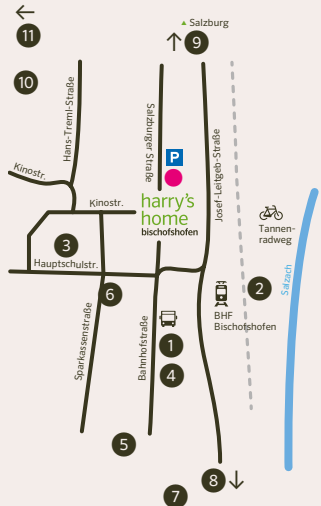 Salzburg
11
9
10
P
Hans-Treml-Straße
Salzburger Straße
Josef-Leitgeb-Straße
Kinostr.
Kinostr.
harry's
home
bischofshofen
3
Hauptschulstr.
Tannen-
radweg
Salzach
6
2
BHF
Bischofshofen
Sparkassenstraße
Bahnhofstraße
1
4
5
7
8